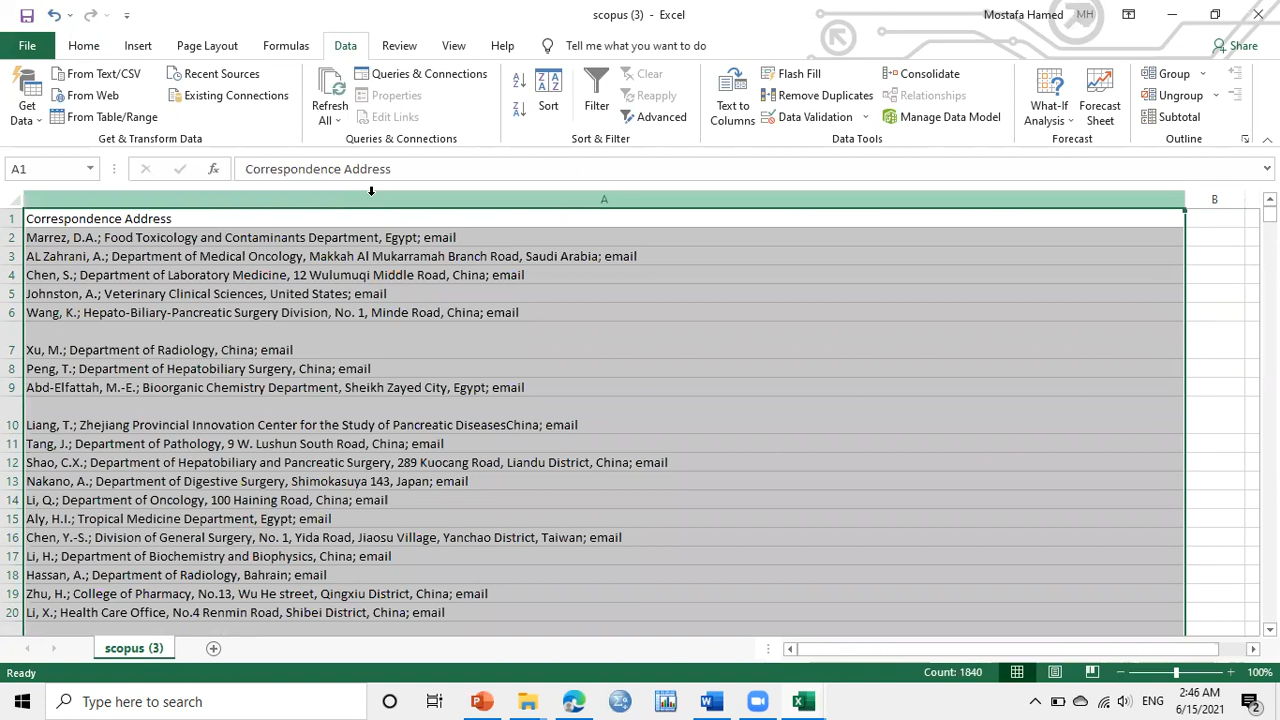 scopus (3) - Excel
Mostafa Hamed MH
File Home Insert Page Layout Formulas Data Review View Help Tell me what you want to do Share
Get Data
From Text/CSV
From Web
From Table/Range
Recent Sources
Existing Connections
Get & Transform Data
Refresh All
Queries & Connections
Properties
Edit Links
Queries & Connections
Sort
Filter
Clear
Reapply
Advanced
Sort & Filter
Text to Columns
Flash Fill
Remove Duplicates
Data Validation
Consolidate
Relationships
Manage Data Model
Data Tools
What-If Analysis
Forecast Sheet
Forecast
Group
Ungroup
Subtotal
Outline
A1 fx Correspondence Address
A B
1 Correspondence Address
2 Marrez, D.A.; Food Toxicology and Contaminants Department, Egypt; email
3 AL Zahrani, A.; Department of Medical Oncology, Makkah Al Mukarramah Branch Road, Saudi Arabia; email
4 Chen, S.; Department of Laboratory Medicine, 12 Wulumuqi Middle Road, China; email
5 Johnston, A.; Veterinary Clinical Sciences, United States; email
6 Wang, K.; Hepato-Biliary-Pancreatic Surgery Division, No. 1, Minde Road, China; email
7 Xu, M.; Department of Radiology, China; email
8 Peng, T.; Department of Hepatobiliary Surgery, China; email
9 Abd-Elfattah, M.-E.; Bioorganic Chemistry Department, Sheikh Zayed City, Egypt; email
10 Liang, T.; Zhejiang Provincial Innovation Center for the Study of Pancreatic DiseasesChina; email
11 Tang, J.; Department of Pathology, 9 W. Lushun South Road, China; email
12 Shao, C.X.; Department of Hepatobiliary and Pancreatic Surgery, 289 Kuocang Road, Liandu District, China; email
13 Nakano, A.; Department of Digestive Surgery, Shimokasuya 143, Japan; email
14 Li, Q.; Department of Oncology, 100 Haining Road, China; email
15 Aly, H.I.; Tropical Medicine Department, Egypt; email
16 Chen, Y.-S.; Division of General Surgery, No. 1, Yida Road, Jiaosu Village, Yanchao District, Taiwan; email
17 Li, H.; Department of Biochemistry and Biophysics, China; email
18 Hassan, A.; Department of Radiology, Bahrain; email
19 Zhu, H.; College of Pharmacy, No.13, Wu He street, Qingxiu District, China; email
20 Li, X.; Health Care Office, No.4 Renmin Road, Shibei District, China; email
scopus (3)
Ready Count: 1840 100%
Type here to search
ENG 2:46 AM
6/15/2021 2